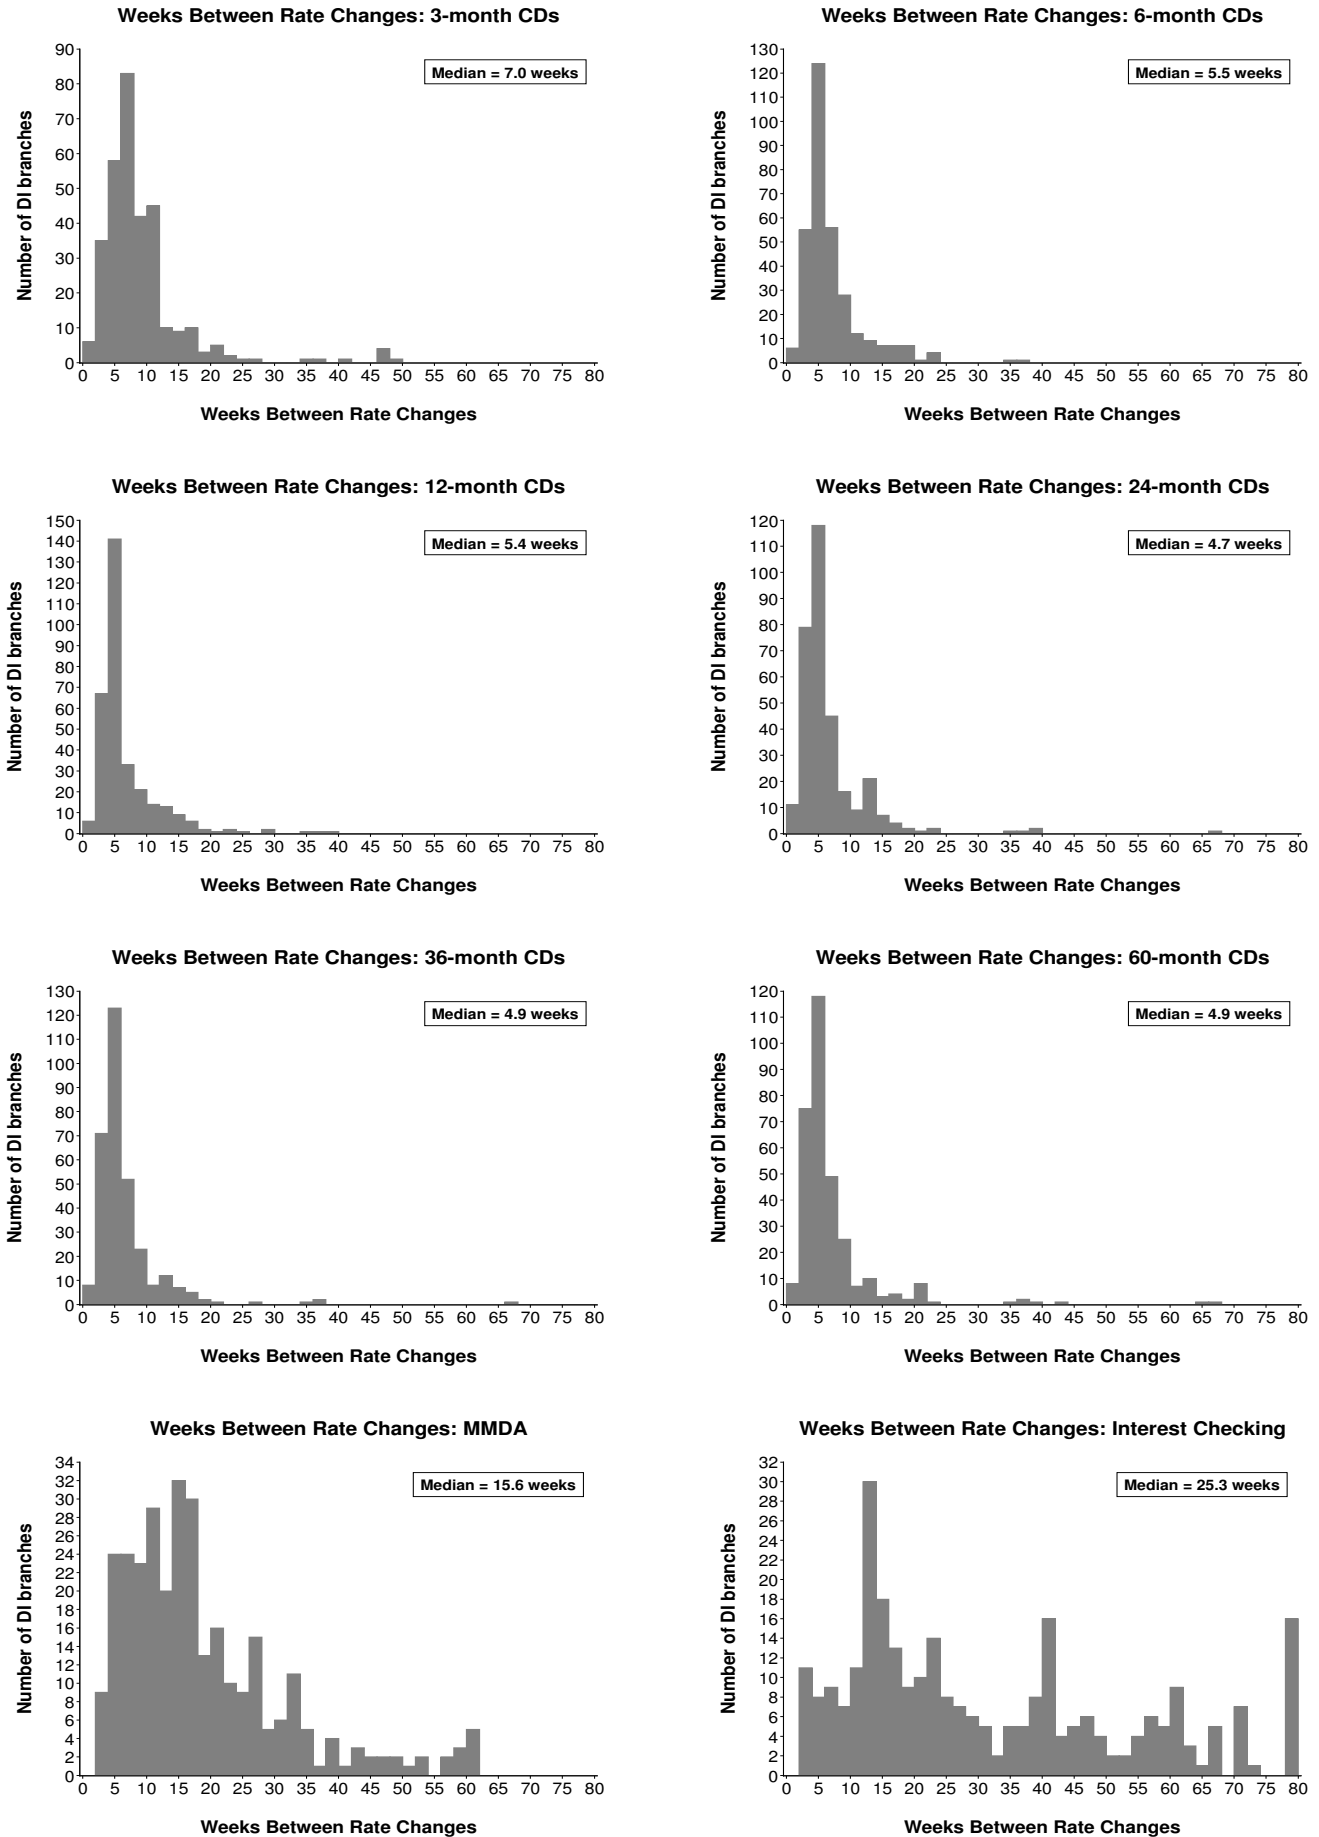 Weeks Between Rate Changes: 3-month CDs
Median = 7.0 weeks
Number of DI branches
90
80
70
60
50
40
30
20
10
0
0 5 10 15 20 25 30 35 40 45 50 55 60 65 70 75 80
Weeks Between Rate Changes
Weeks Between Rate Changes: 6-month CDs
Median = 5.5 weeks
Number of DI branches
130
120
110
100
90
80
70
60
50
40
30
20
10
0
0 5 10 15 20 25 30 35 40 45 50 55 60 65 70 75 80
Weeks Between Rate Changes
Weeks Between Rate Changes: 12-month CDs
Median = 5.4 weeks
Number of DI branches
150
140
130
120
110
100
90
80
70
60
50
40
30
20
10
0
0 5 10 15 20 25 30 35 40 45 50 55 60 65 70 75 80
Weeks Between Rate Changes
Weeks Between Rate Changes: 24-month CDs
Median = 4.7 weeks
Number of DI branches
120
110
100
90
80
70
60
50
40
30
20
10
0
0 5 10 15 20 25 30 35 40 45 50 55 60 65 70 75 80
Weeks Between Rate Changes
Weeks Between Rate Changes: 36-month CDs
Median = 4.9 weeks
Number of DI branches
130
120
110
100
90
80
70
60
50
40
30
20
10
0
0 5 10 15 20 25 30 35 40 45 50 55 60 65 70 75 80
Weeks Between Rate Changes
Weeks Between Rate Changes: 60-month CDs
Median = 4.9 weeks
Number of DI branches
120
110
100
90
80
70
60
50
40
30
20
10
0
0 5 10 15 20 25 30 35 40 45 50 55 60 65 70 75 80
Weeks Between Rate Changes
Weeks Between Rate Changes: MMDA
Median = 15.6 weeks
Number of DI branches
34
32
30
28
26
24
22
20
18
16
14
12
10
8
6
4
2
0
0 5 10 15 20 25 30 35 40 45 50 55 60 65 70 75 80
Weeks Between Rate Changes
Weeks Between Rate Changes: Interest Checking
Median = 25.3 weeks
Number of DI branches
32
30
28
26
24
22
20
18
16
14
12
10
8
6
4
2
0
0 5 10 15 20 25 30 35 40 45 50 55 60 65 70 75 80
Weeks Between Rate Changes